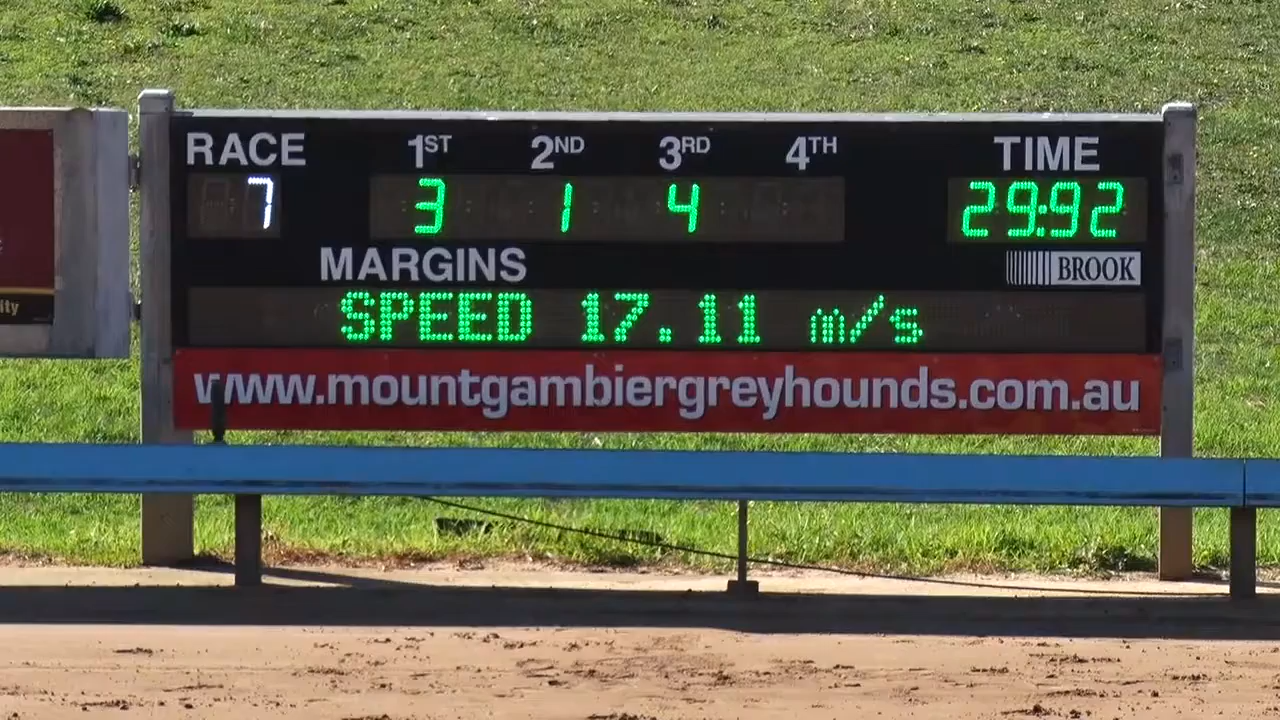 RACE 1ST 2ND 3RD 4TH TIME
7 3 1 4 29:92
MARGINS BROOK
SPEED 17.11 m/s
www.mountgambiergreyhounds.com.au
ity